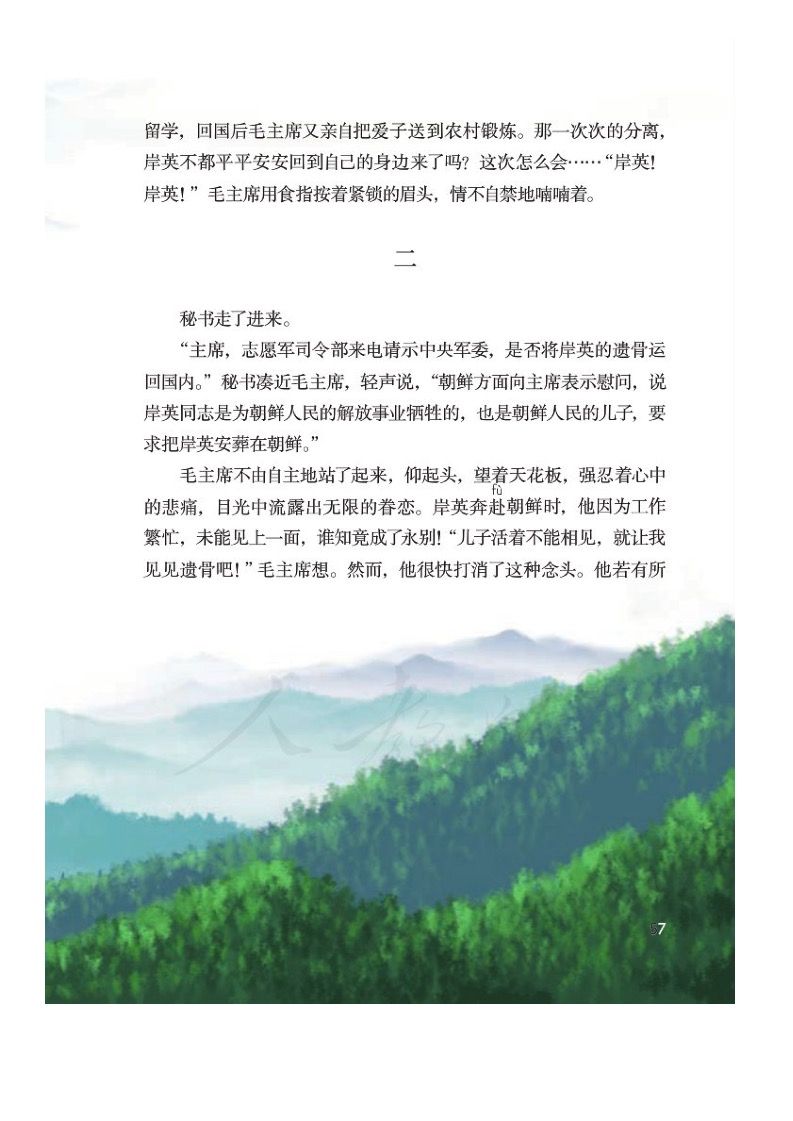 留学，回国后毛主席又亲自把爱子送到农村锻炼。那一次次的分离，
岸英不都平平安安回到自己的身边来了吗？这次怎么会……“岸英！
岸英！”毛主席用食指按着紧锁的眉头，情不自禁地喃喃着。
二
秘书走了进来。
“主席，志愿军司令部来电请示中央军委，是否将岸英的遗骨运
回国内。”秘书凑近毛主席，轻声说，“朝鲜方面向主席表示慰问，说
岸英同志是为朝鲜人民的解放事业牺牲的，也是朝鲜人民的儿子，要
求把岸英安葬在朝鲜。”
毛主席不由自主地站了起来，仰起头，望着天花板，强忍着心中
fù
的悲痛，目光中流露出无限的眷恋。岸英奔赴朝鲜时，他因为工作
繁忙，未能见上一面，谁知竟成了永别！“儿子活着不能相见，就让我
见见遗骨吧！”毛主席想。然而，他很快打消了这种念头。他若有所
人教
57